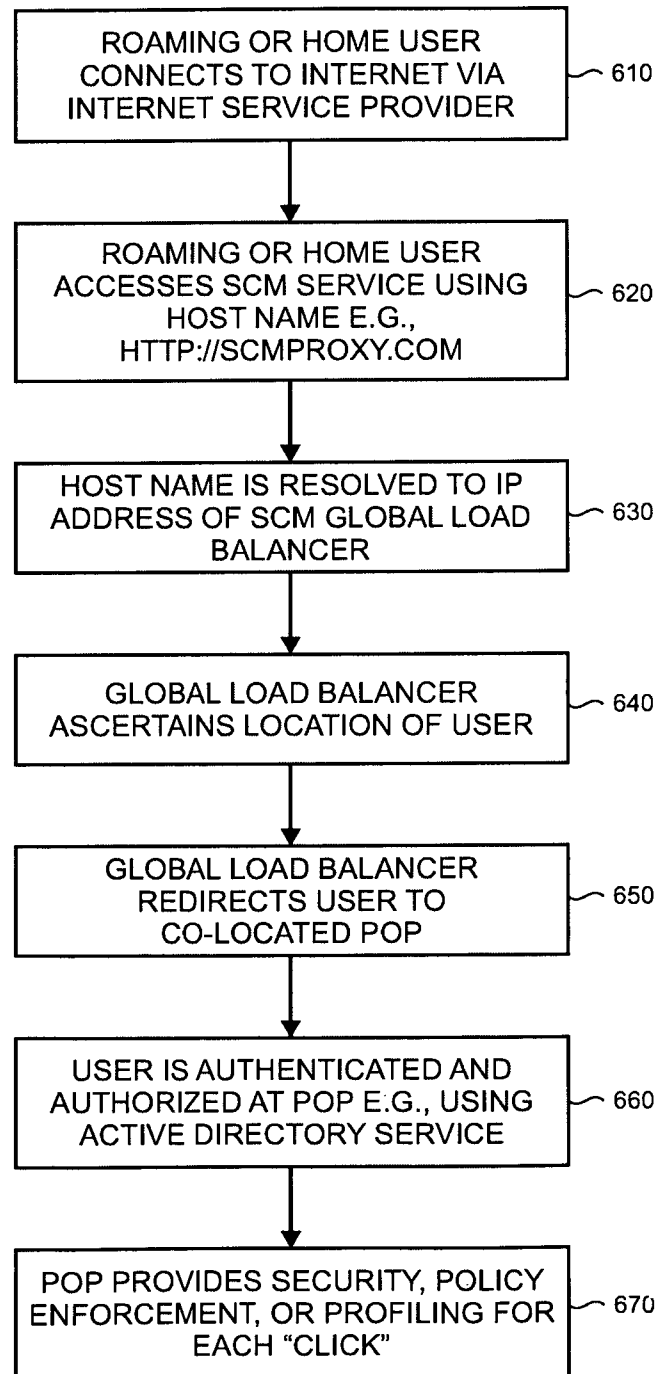 ROAMING OR HOME USER
CONNECTS TO INTERNET VIA
INTERNET SERVICE PROVIDER
610
ROAMING OR HOME USER
ACCESSES SCM SERVICE USING
HOST NAME E.G.,
HTTP://SCMPROXY.COM
620
HOST NAME IS RESOLVED TO IP
ADDRESS OF SCM GLOBAL LOAD
BALANCER
630
GLOBAL LOAD BALANCER
ASCERTAINS LOCATION OF USER
640
GLOBAL LOAD BALANCER
REDIRECTS USER TO
CO-LOCATED POP
650
USER IS AUTHENTICATED AND
AUTHORIZED AT POP E.G., USING
ACTIVE DIRECTORY SERVICE
660
POP PROVIDES SECURITY, POLICY
ENFORCEMENT, OR PROFILING FOR
EACH “CLICK”
670